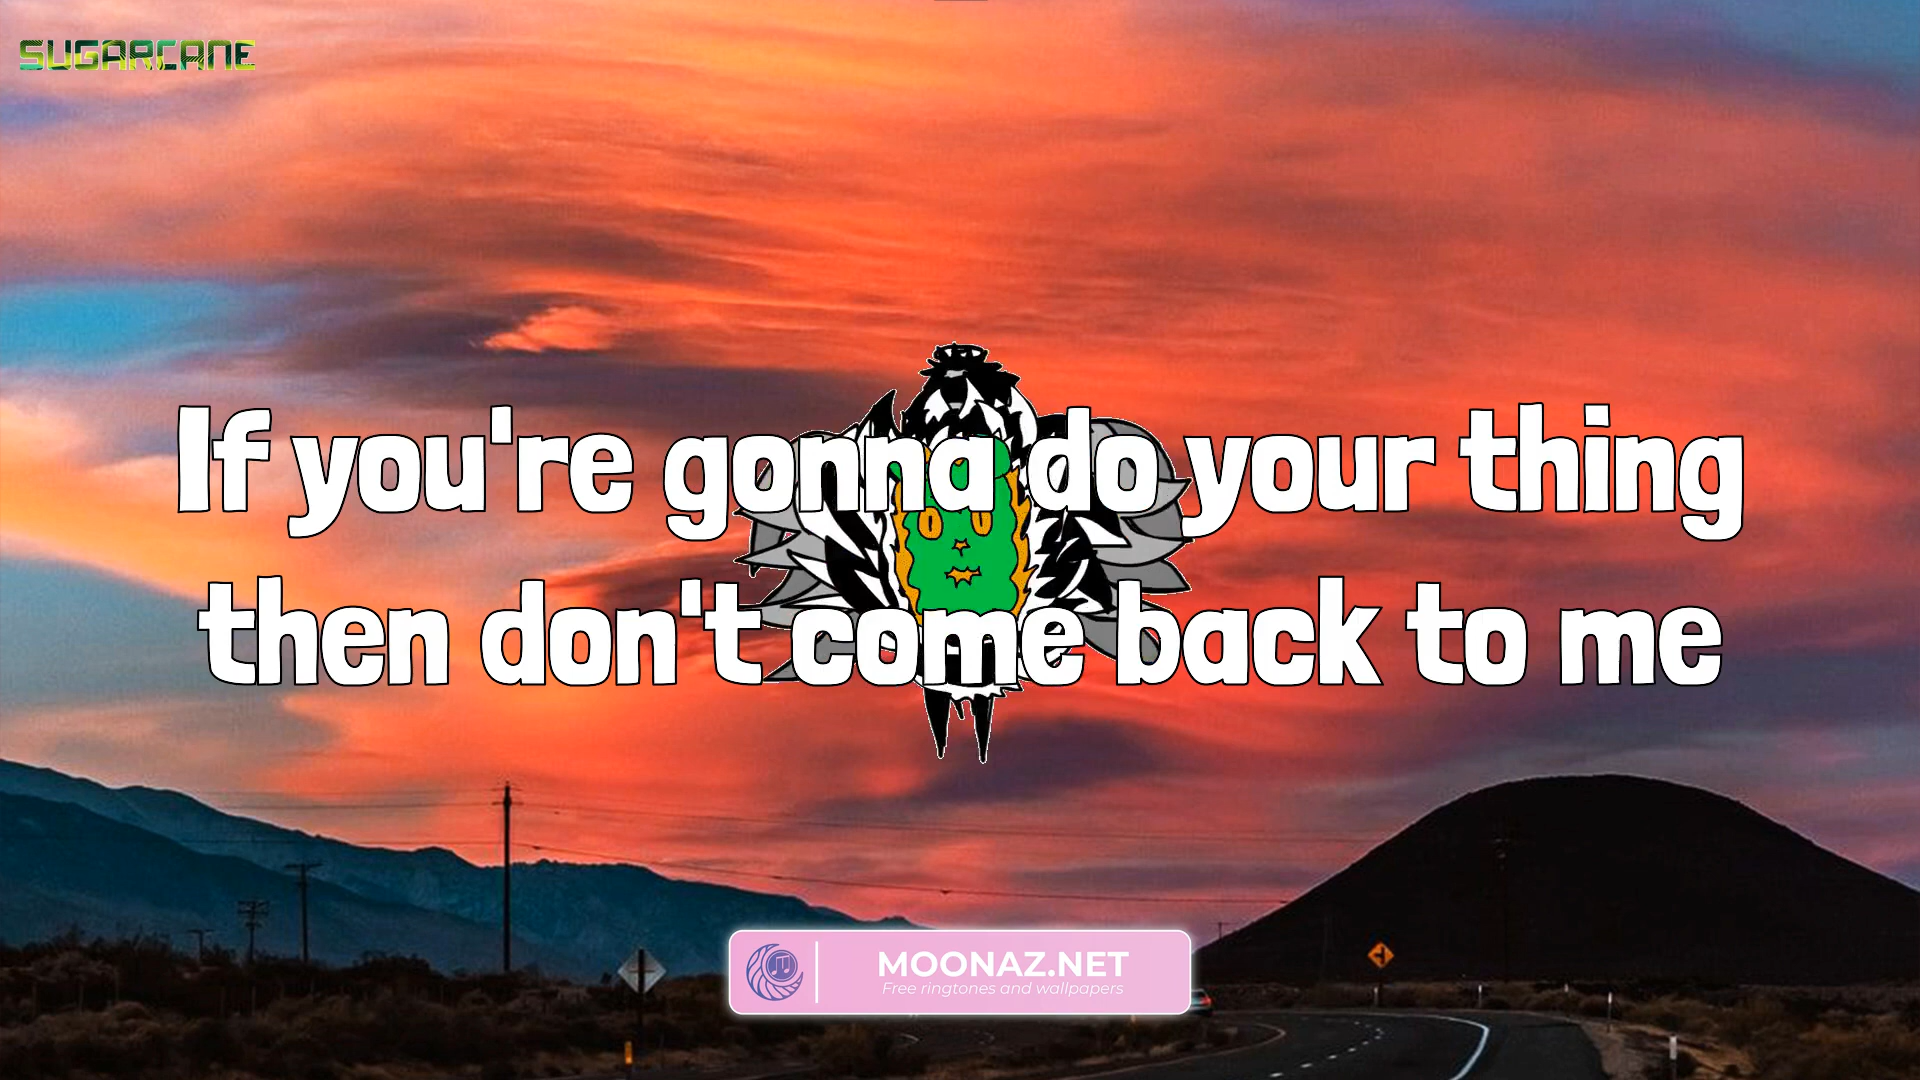 SUGARCANE
If you're gonna do your thing
then don't come back to me
MOONAZ.NET
Free ringtones and wallpapers